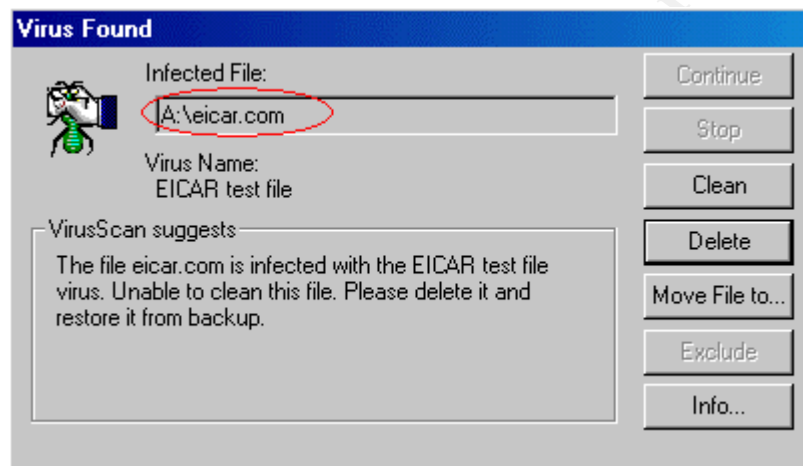 Virus Found
Infected File:
A:\eicar.com
Virus Name:
EICAR test file
VirusScan suggests
The file eicar.com is infected with the EICAR test file
virus. Unable to clean this file. Please delete it and
restore it from backup.
Continue
Stop
Clean
Delete
Move File to...
Exclude
Info...